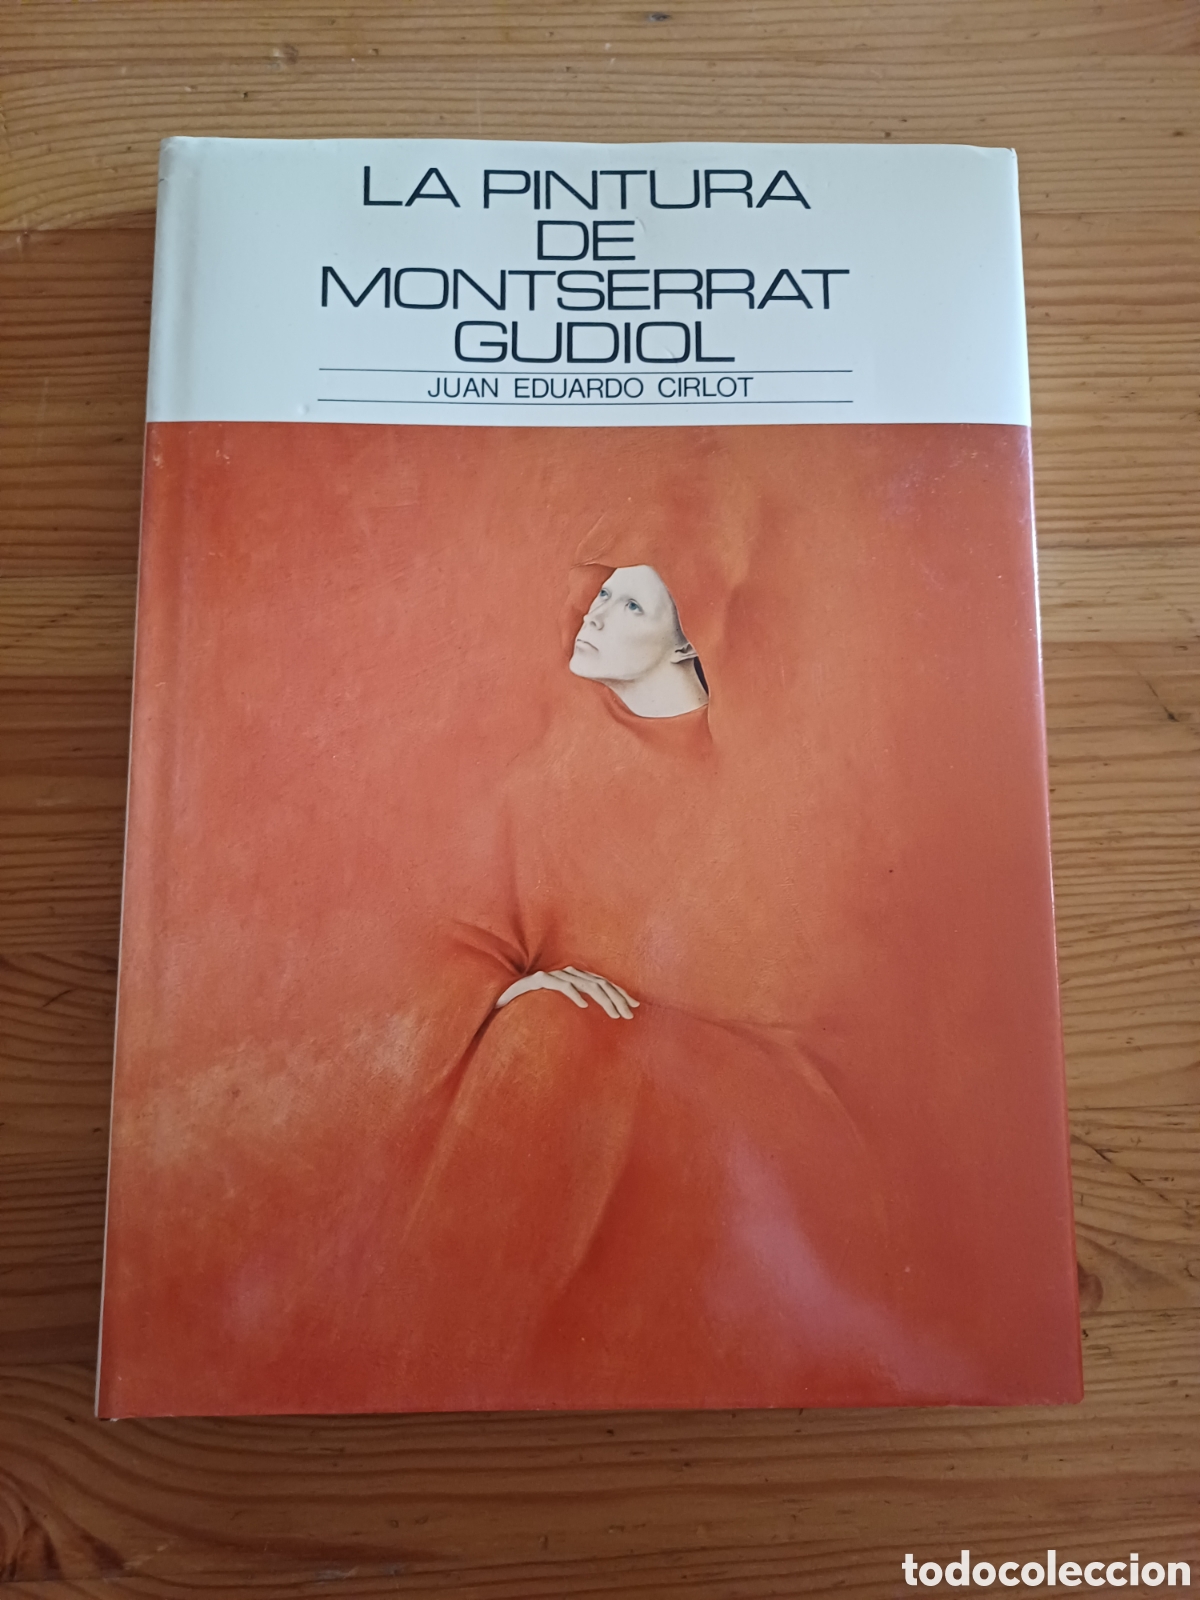 LA PINTURA
DE
MONTSERRAT
GUDIOL
JUAN EDUARDO CIRLOT
todocoleccion